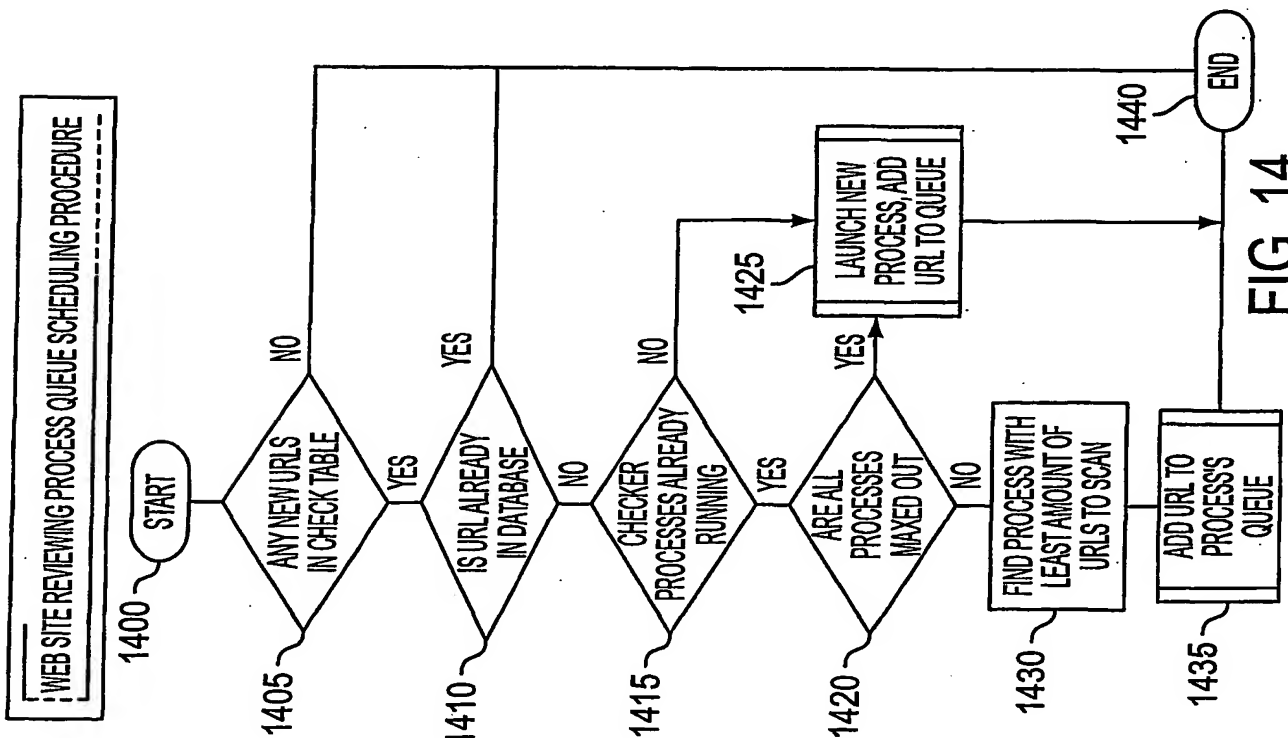 WEB SITE REVIEWING PROCESS QUEUE SCHEDULING PROCEDURE
1400
START
1405
ANY NEW URLS
IN CHECK TABLE
NO
YES
1410
IS URL ALREADY
IN DATABASE
YES
NO
1415
CHECKER
PROCESSES ALREADY
RUNNING
NO
YES
1420
ARE ALL
PROCESSES
MAXED OUT
YES
NO
1425
LAUNCH NEW
PROCESS, ADD
URL TO QUEUE
1430
FIND PROCESS WITH
LEAST AMOUNT OF
URLS TO SCAN
1435
ADD URL TO
PROCESS'S
QUEUE
1440
END
FIG. 14